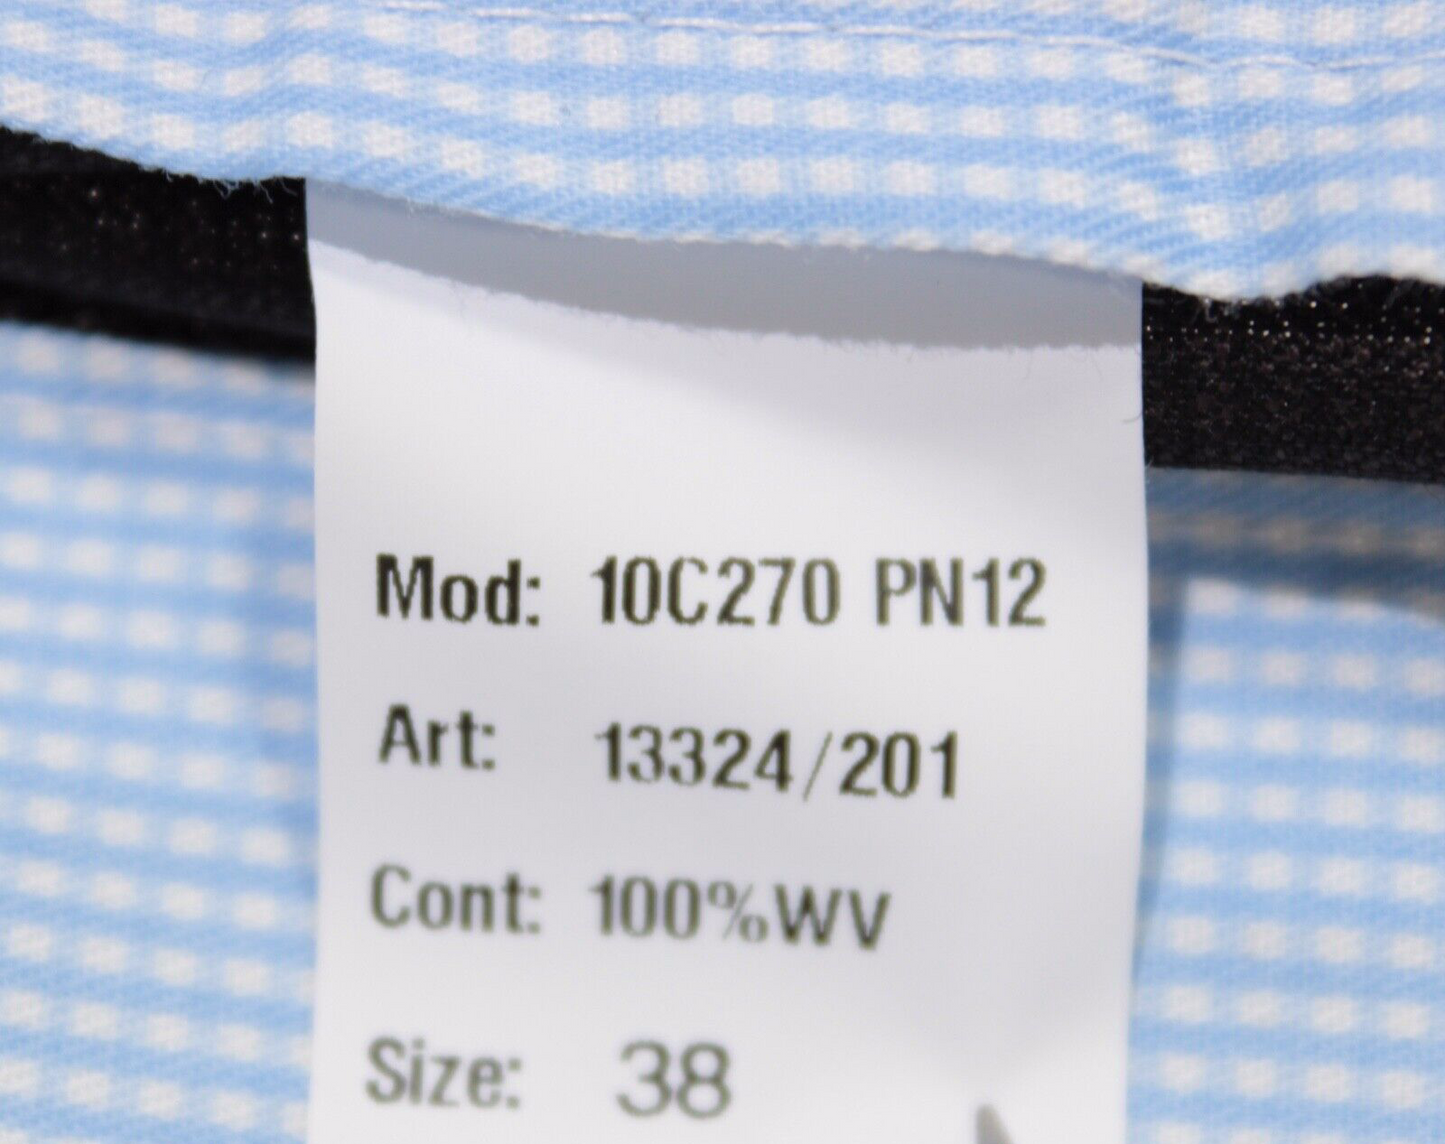 Mod: 10C270 PN12
Art: 13324/201
Cont: 100%WV
Size: 38